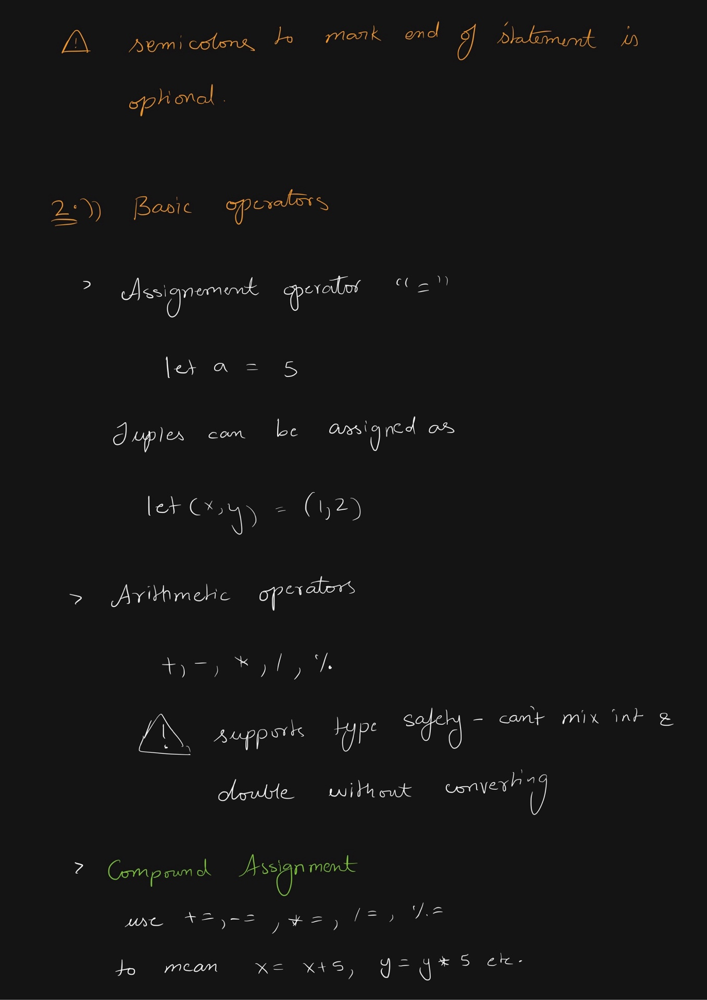 ⚠ semicolons to mark end of statement is
optional.
2.)) Basic operators
> Assignement operator "="
let a = 5
Tuples can be assigned as
let (x,y) = (1,2)
> Arithmetic operators
+, -, *, /, %
⚠ supports type safety - can't mix int &
double without converting
> Compound Assignment
use +=, -=, *=, /=, %=
to mean x = x+5, y = y * 5 etc.